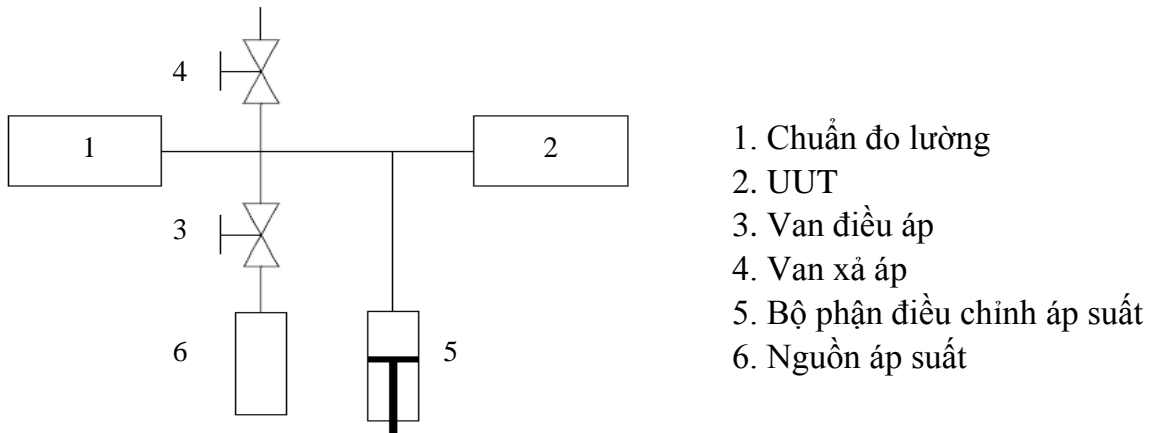 4
1
2
3
6
5
1. Chuẩn đo lường
2. UUT
3. Van điều áp
4. Van xả áp
5. Bộ phận điều chỉnh áp suất
6. Nguồn áp suất